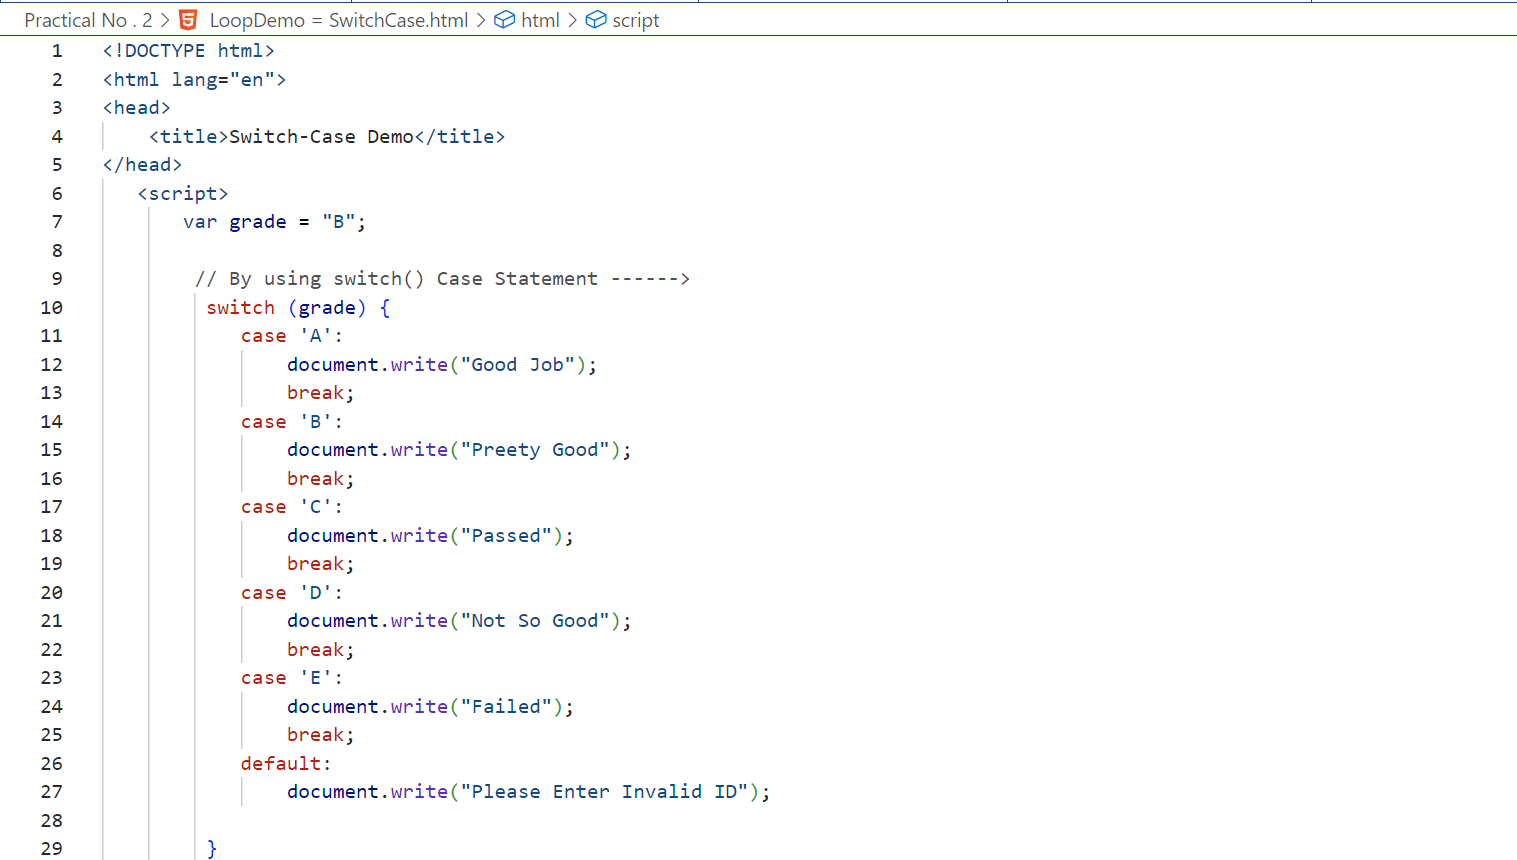 Practical No . 2 > LoopDemo = SwitchCase.html > html > script
1 <!DOCTYPE html>
2 <html lang="en">
3 <head>
4     <title>Switch-Case Demo</title>
5 </head>
6    <script>
7        var grade = "B";
8
9         // By using switch() Case Statement ------>
10         switch (grade) {
11            case 'A':
12                document.write("Good Job");
13                break;
14            case 'B':
15                document.write("Preety Good");
16                break;
17            case 'C':
18                document.write("Passed");
19                break;
20            case 'D':
21                document.write("Not So Good");
22                break;
23            case 'E':
24                document.write("Failed");
25                break;
26            default:
27                document.write("Please Enter Invalid ID");
28
29         }